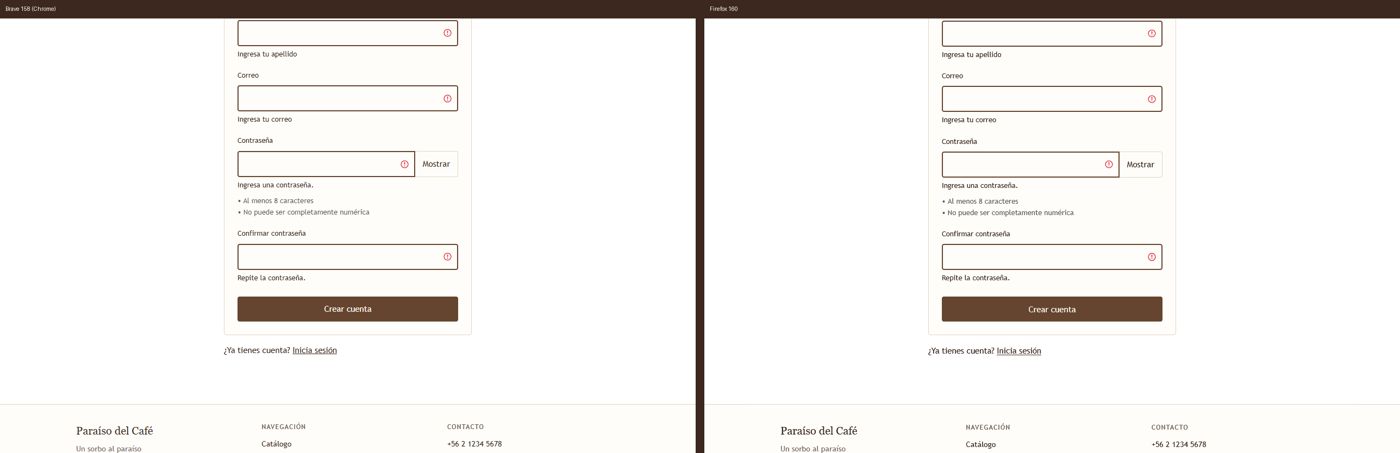 Brave 158 (Chrome)
Ingresa tu apellido
Correo
Ingresa tu correo
Contraseña
Mostrar
Ingresa una contraseña.
• Al menos 8 caracteres
• No puede ser completamente numérica
Confirmar contraseña
Repite la contraseña.
Crear cuenta
¿Ya tienes cuenta? Inicia sesión
Paraíso del Café
Un sorbo al paraíso
NAVEGACIÓN
Catálogo
CONTACTO
+56 2 1234 5678
Firefox 160
Ingresa tu apellido
Correo
Ingresa tu correo
Contraseña
Mostrar
Ingresa una contraseña.
• Al menos 8 caracteres
• No puede ser completamente numérica
Confirmar contraseña
Repite la contraseña.
Crear cuenta
¿Ya tienes cuenta? Inicia sesión
Paraíso del Café
Un sorbo al paraíso
NAVEGACIÓN
Catálogo
CONTACTO
+56 2 1234 5678